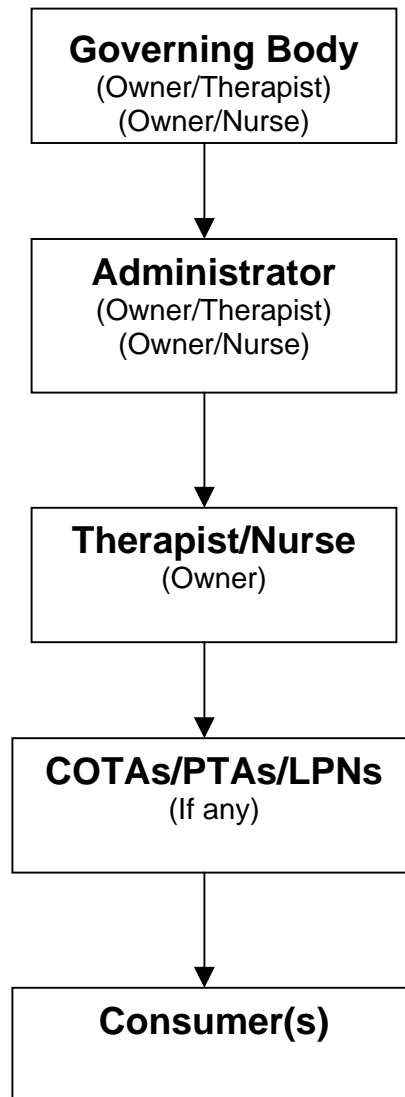 Governing Body
(Owner/Therapist)
(Owner/Nurse)
Administrator
(Owner/Therapist)
(Owner/Nurse)
Therapist/Nurse
(Owner)
COTAs/PTAs/LPNs
(If any)
Consumer(s)